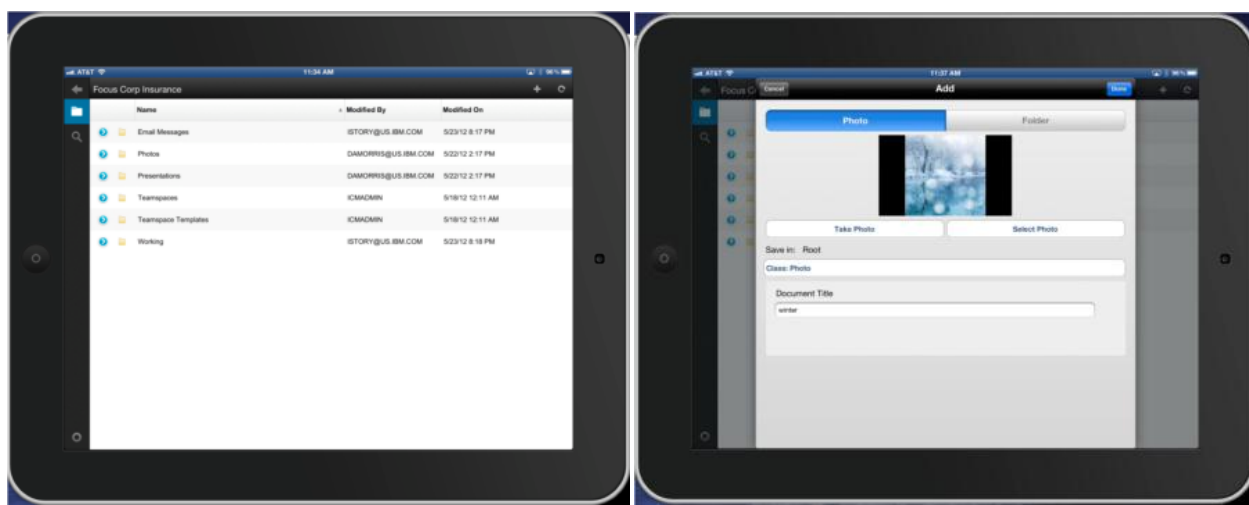 AT&T 11:34 AM 96%
Focus Corp Insurance
Name Modified By Modified On
Email Messages ISTORY@US.IBM.COM 5/23/12 8:17 PM
Photos DAMORRIS@US.IBM.COM 5/22/12 2:17 PM
Presentations DAMORRIS@US.IBM.COM 5/22/12 2:17 PM
Teamspaces ICMADMIN 5/18/12 12:11 AM
Teamspace Templates ICMADMIN 5/18/12 12:11 AM
Working ISTORY@US.IBM.COM 5/23/12 8:18 PM
AT&T 11:37 AM 96%
Focus C
Cancel Add Done
Photo Folder
Take Photo Select Photo
Save in: Root
Class: Photo
Document Title
winter